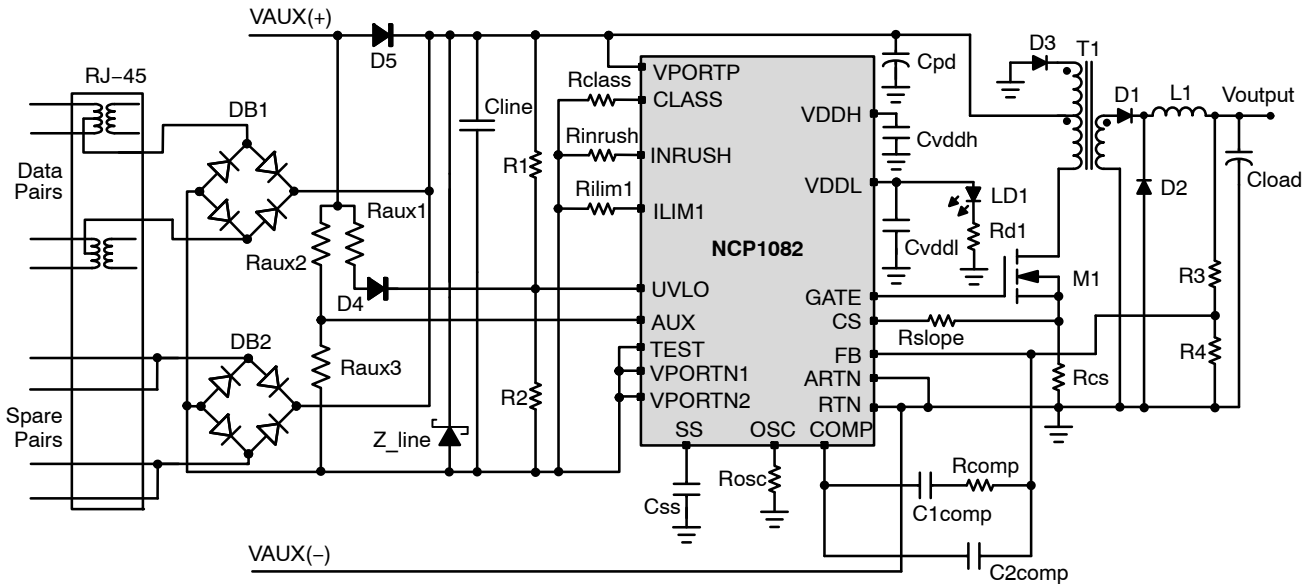 VAUX(+)
D5
RJ–45
DB1
Data
Pairs
Raux1
Raux2
D4
DB2
Raux3
Spare
Pairs
Z_line
Cline
R1
R2
Rclass
Rinrush
Rilim1
VPORTP
CLASS
INRUSH
ILIM1
NCP1082
UVLO
AUX
TEST
VPORTN1
VPORTN2
SS
OSC
COMP
VDDH
VDDL
GATE
CS
FB
ARTN
RTN
Cpd
Cvddh
Cvddl
LD1
Rd1
M1
Rslope
Rcs
D3
T1
D1
L1
Voutput
Cload
D2
R3
R4
Css
Rosc
Rcomp
C1comp
C2comp
VAUX(–)